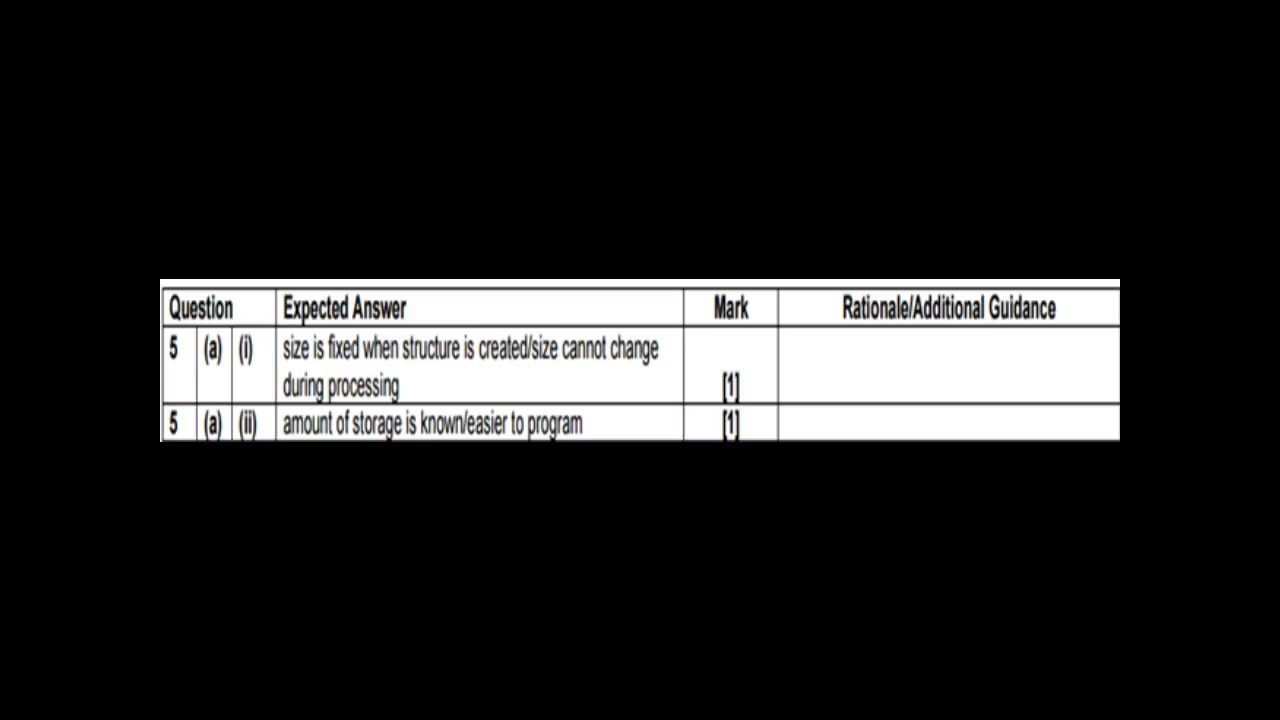 Question Expected Answer Mark Rationale/Additional Guidance
5 (a) (i) size is fixed when structure is created/size cannot change
during processing [1]
5 (a) (ii) amount of storage is known/easier to program [1]